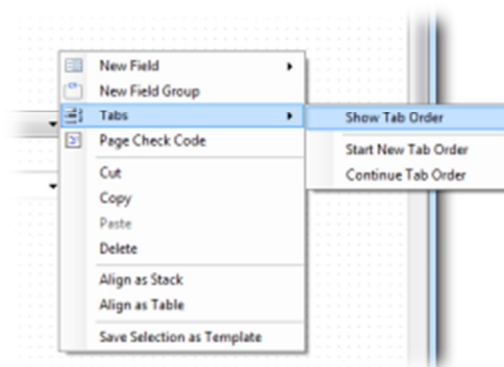 New Field
New Field Group
Tabs
Page Check Code
Cut
Copy
Paste
Delete
Align as Stack
Align as Table
Save Selection as Template
Show Tab Order
Start New Tab Order
Continue Tab Order